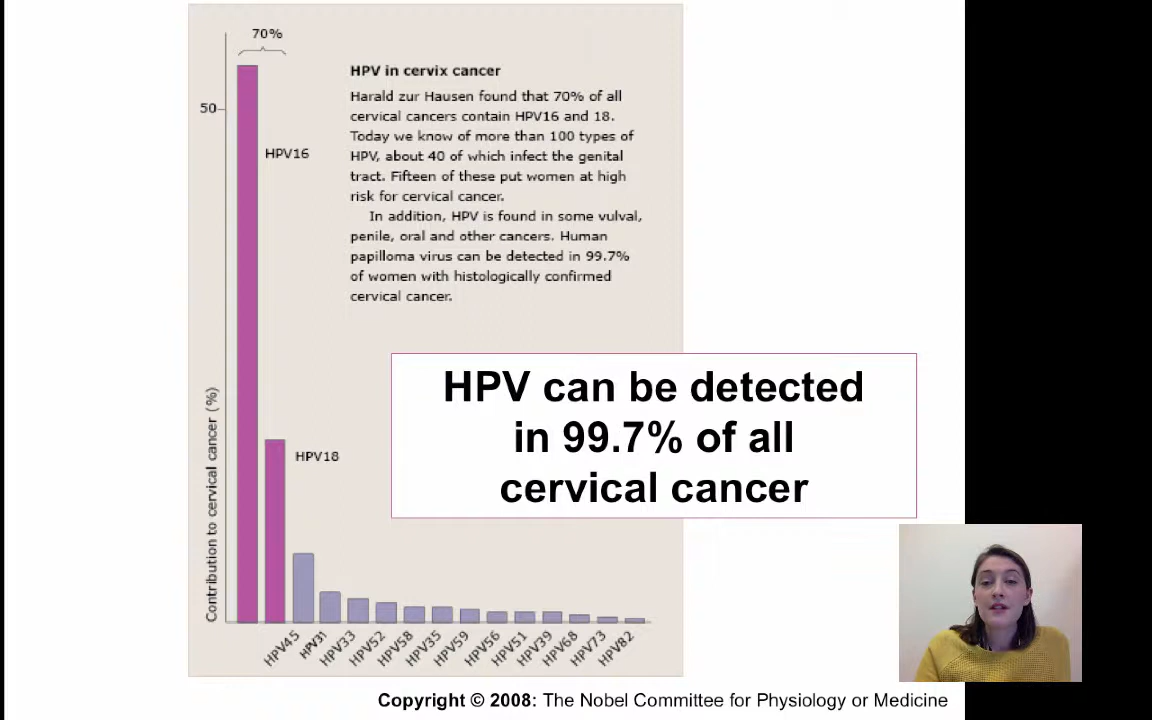 70%
HPV in cervix cancer
Harald zur Hausen found that 70% of all
cervical cancers contain HPV16 and 18.
Today we know of more than 100 types of
HPV, about 40 of which infect the genital
tract. Fifteen of these put women at high
risk for cervical cancer.
In addition, HPV is found in some vulval,
penile, oral and other cancers. Human
papilloma virus can be detected in 99.7%
of women with histologically confirmed
cervical cancer.
50
HPV16
HPV18
Contribution to cervical cancer (%)
HPV can be detected
in 99.7% of all
cervical cancer
HPV45
HPV31
HPV33
HPV52
HPV58
HPV35
HPV59
HPV56
HPV51
HPV39
HPV68
HPV73
HPV82
Copyright © 2008: The Nobel Committee for Physiology or Medicine